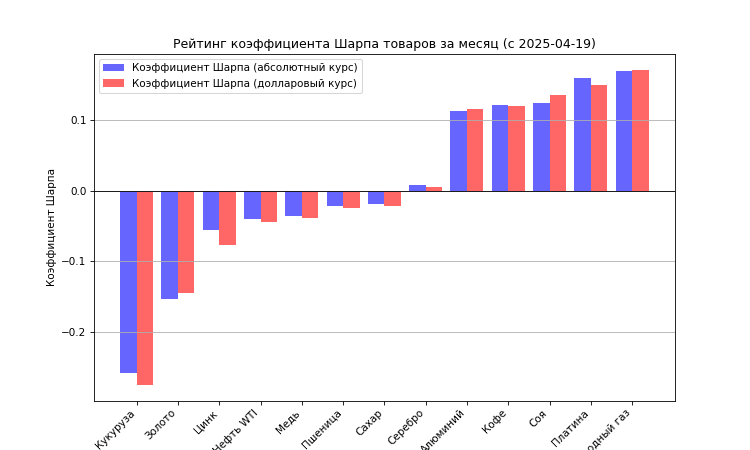 Рейтинг коэффициента Шарпа товаров за месяц (с 2025-04-19)
Коэффициент Шарпа (абсолютный курс)
Коэффициент Шарпа (долларовый курс)
Коэффициент Шарпа
0.1
0.0
−0.1
−0.2
Кукуруза
Золото
Цинк
Нефть WTI
Медь
Пшеница
Сахар
Серебро
Алюминий
Кофе
Соя
Платина
одный газ